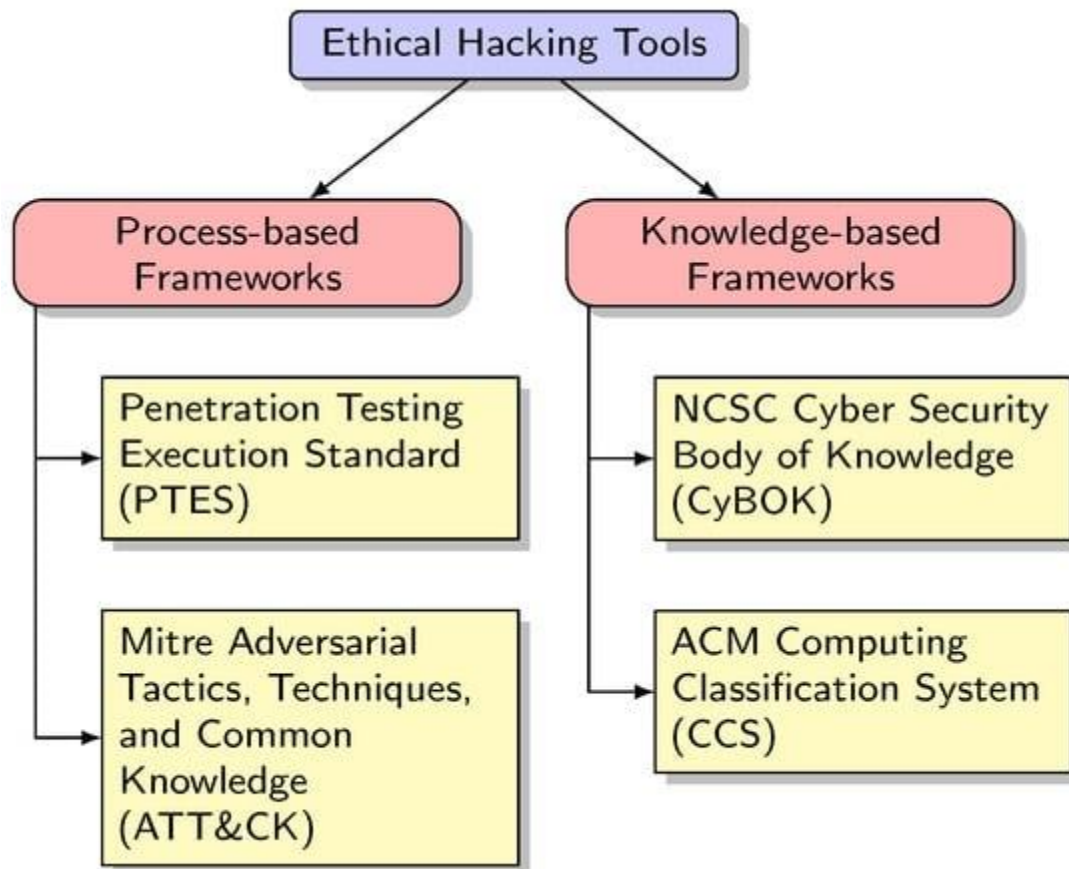 Ethical Hacking Tools
Process-based
Frameworks
Knowledge-based
Frameworks
Penetration Testing
Execution Standard
(PTES)
NCSC Cyber Security
Body of Knowledge
(CyBOK)
Mitre Adversarial
Tactics, Techniques,
and Common
Knowledge
(ATT&CK)
ACM Computing
Classification System
(CCS)